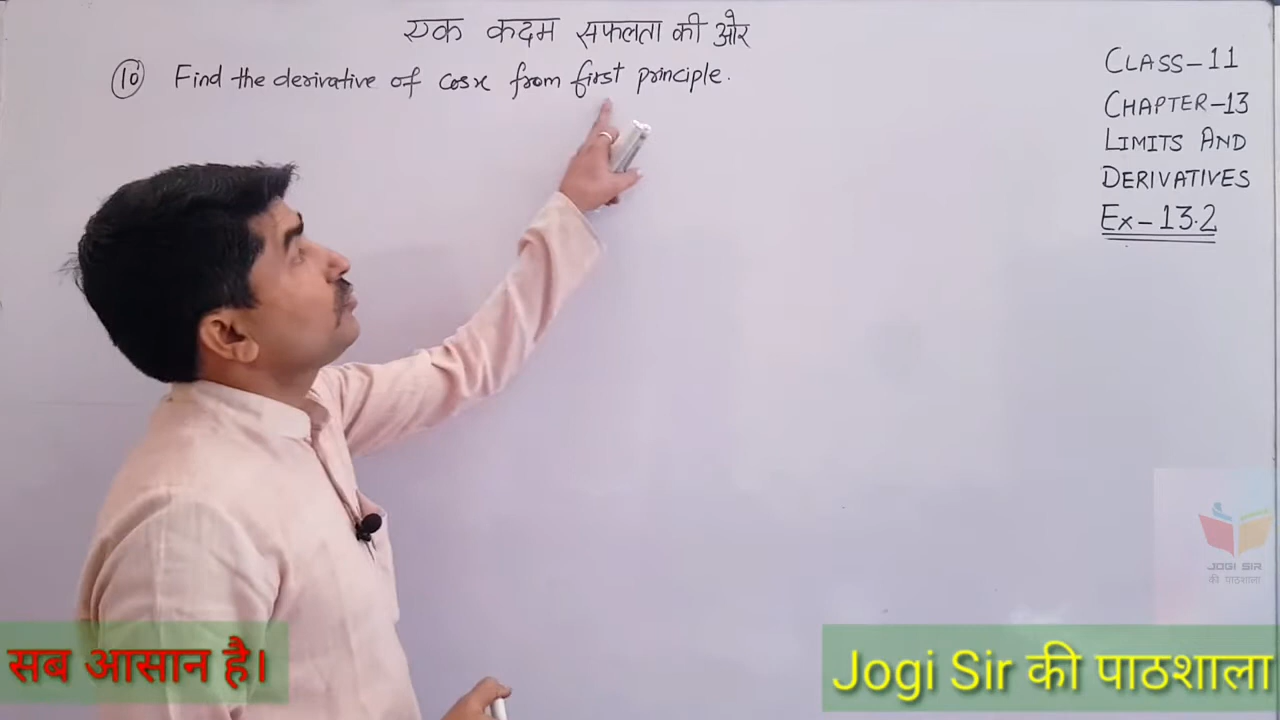 एक कदम सफलता की ओर
(10) Find the derivative of cosx from first principle.
CLASS-11
CHAPTER-13
LIMITS AND
DERIVATIVES
Ex-13.2
JOGI SIR
की पाठशाला
सब आसान है।
Jogi Sir की पाठशाला